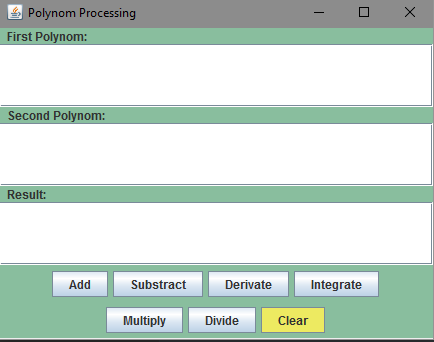 Polynom Processing
First Polynom:
Second Polynom:
Result:
Add Substract Derivate Integrate
Multiply Divide Clear